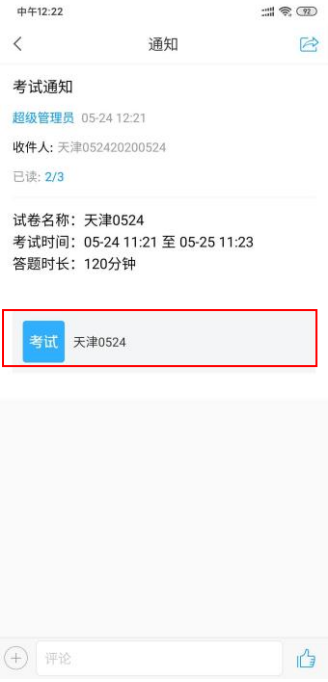 中午12:22
92
通知
考试通知
超级管理员 05-24 12:21
收件人: 天津052420200524
已读: 2/3
试卷名称：天津0524
考试时间：05-24 11:21 至 05-25 11:23
答题时长：120分钟
考试 天津0524
评论